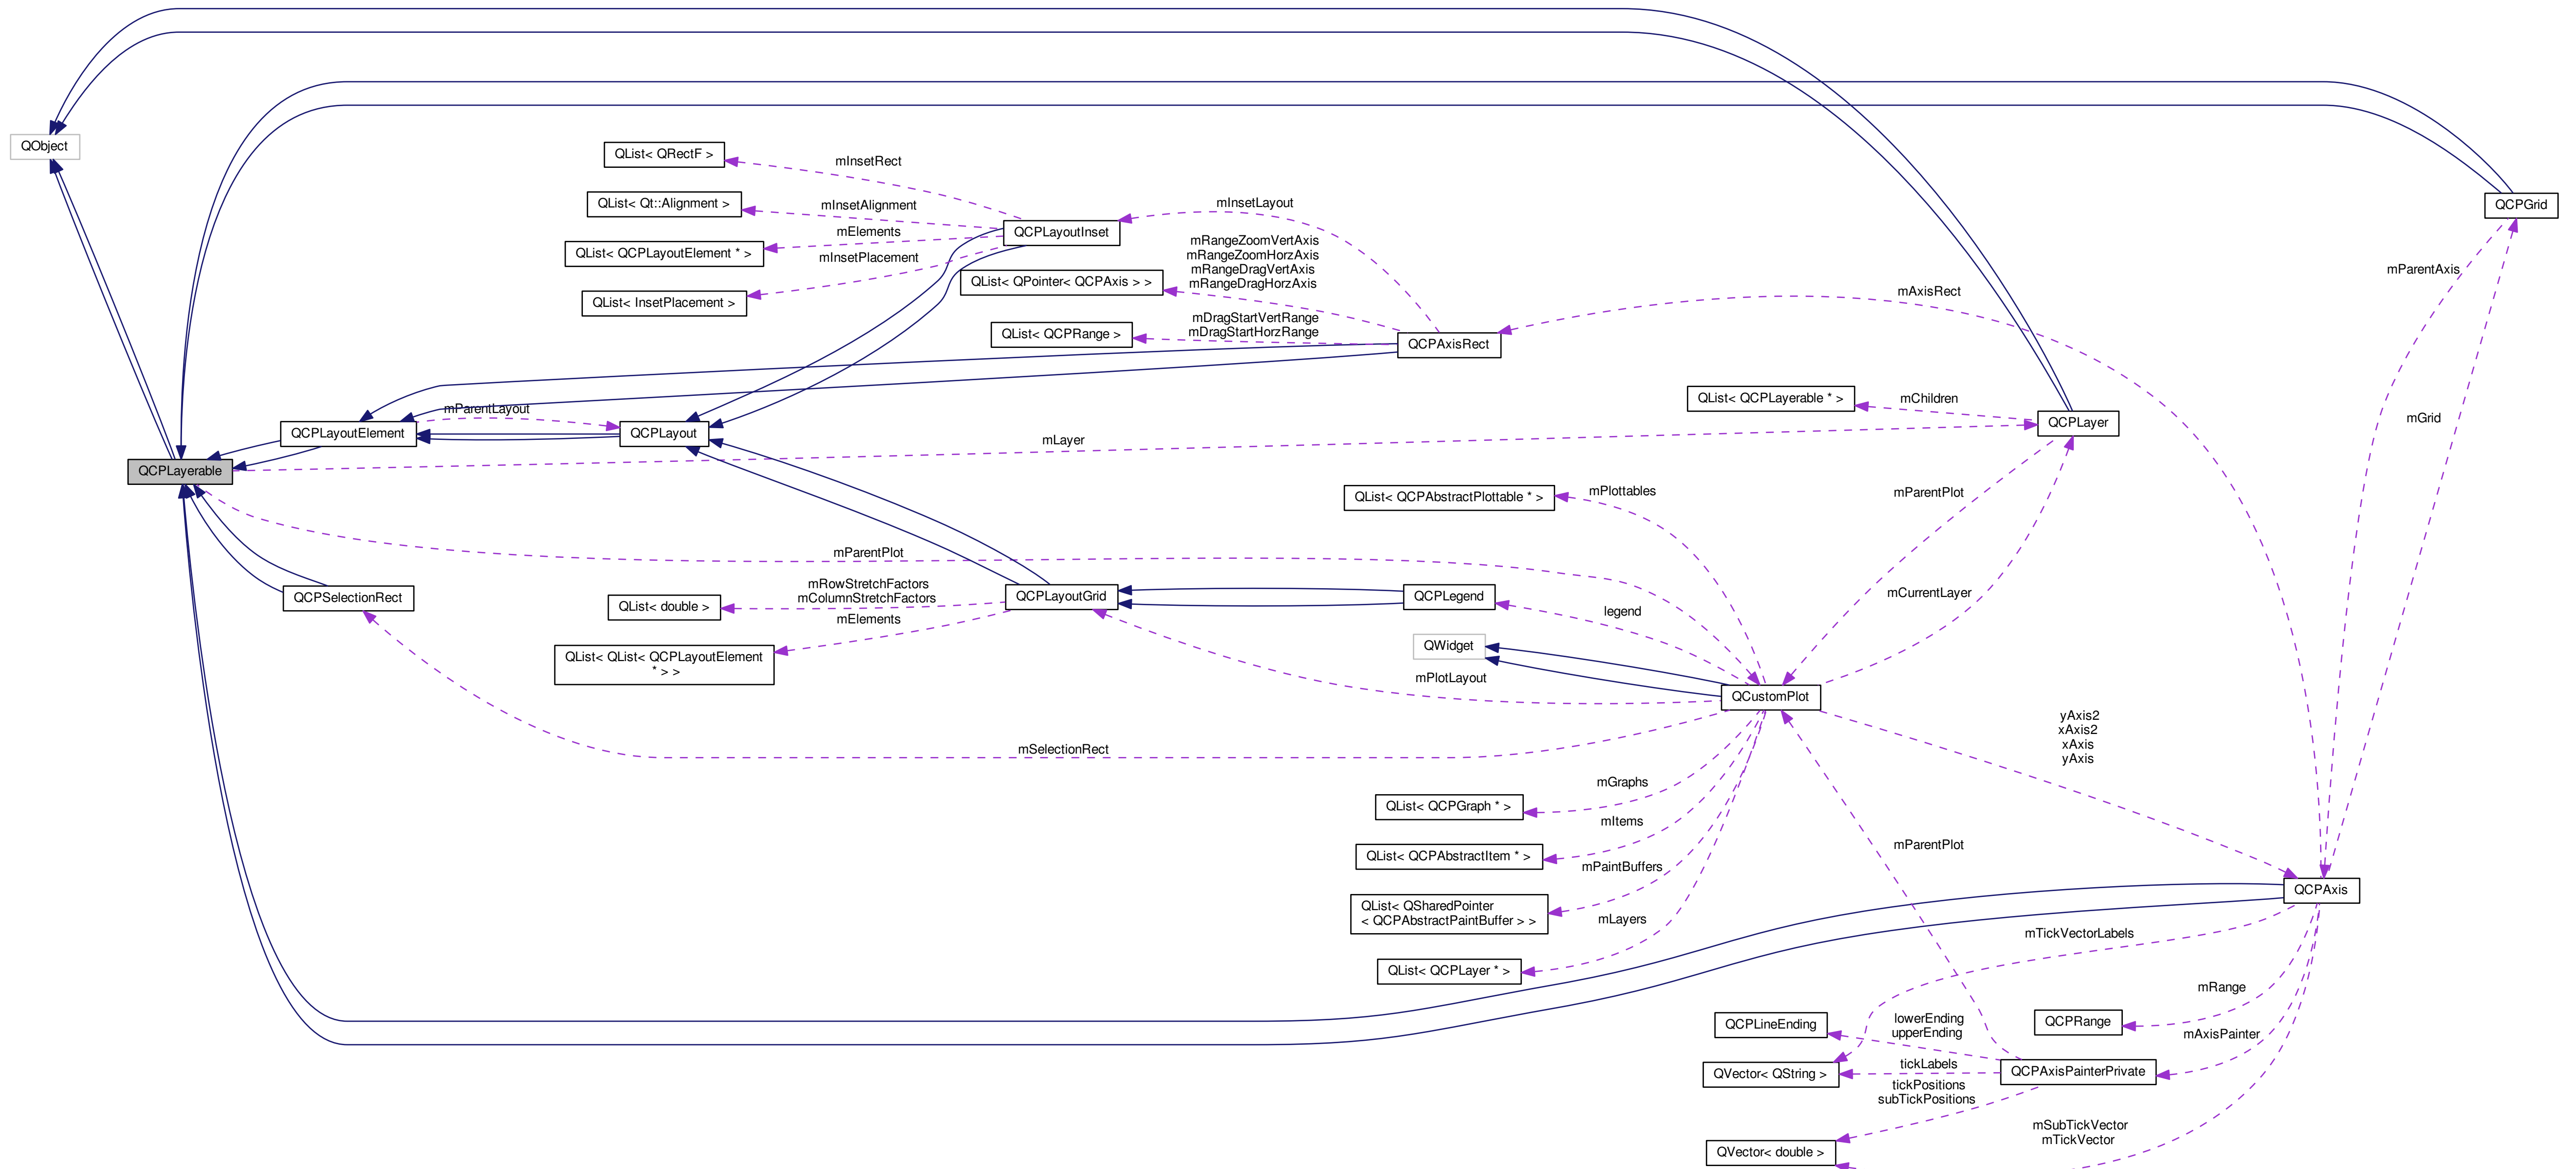 QObject
QList< QRectF >
mInsetRect
QList< Qt::Alignment >
mInsetAlignment
QCPLayoutInset
mInsetLayout
QCPGrid
QList< QCPLayoutElement * >
mElements
mInsetPlacement
QList< InsetPlacement >
QList< QPointer< QCPAxis > >
mRangeZoomVertAxis
mRangeZoomHorzAxis
mRangeDragVertAxis
mRangeDragHorzAxis
mAxisRect
mParentAxis
QList< QCPRange >
mDragStartVertRange
mDragStartHorzRange
QCPAxisRect
QList< QCPLayerable * >
mChildren
QCPLayer
mGrid
mParentLayout
QCPLayoutElement
QCPLayout
mLayer
QCPLayerable
QList< QCPAbstractPlottable * >
mPlottables
mParentPlot
mParentPlot
QCPSelectionRect
QList< double >
mRowStretchFactors
mColumnStretchFactors
mElements
QCPLayoutGrid
QCPLegend
legend
mCurrentLayer
QList< QList< QCPLayoutElement
* > >
QWidget
mPlotLayout
QCustomPlot
mSelectionRect
yAxis2
xAxis2
xAxis
yAxis
mGraphs
QList< QCPGraph * >
mItems
QList< QCPAbstractItem * >
mPaintBuffers
mParentPlot
QCPAxis
QList< QSharedPointer
< QCPAbstractPaintBuffer > >
mLayers
QList< QCPLayer * >
mTickVectorLabels
mRange
QCPRange
QCPLineEnding
lowerEnding
upperEnding
mAxisPainter
QVector< QString >
tickLabels
QCPAxisPainterPrivate
tickPositions
subTickPositions
QVector< double >
mSubTickVector
mTickVector